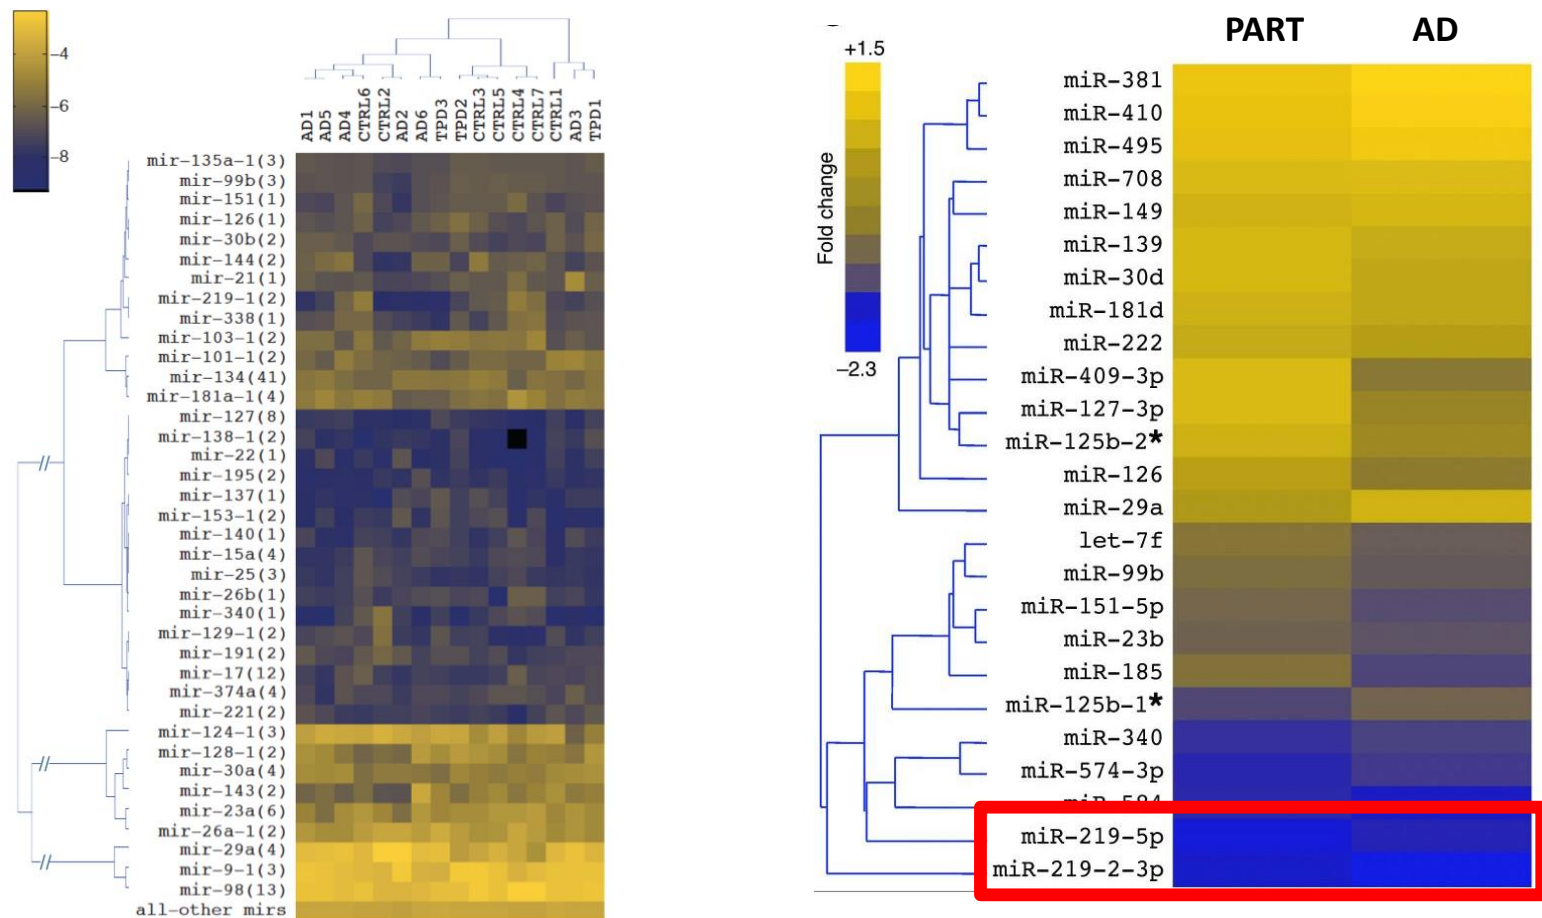 −4
−6
−8
AD1
AD5
AD4
CTRL6
CTRL2
AD2
AD6
TPD3
TPD2
CTRL3
CTRL5
CTRL4
CTRL7
CTRL1
AD3
TPD1
mir−135a−1(3)
mir−99b(3)
mir−151(1)
mir−126(1)
mir−30b(2)
mir−144(2)
mir−21(1)
mir−219−1(2)
mir−338(1)
mir−103−1(2)
mir−101−1(2)
mir−134(41)
mir−181a−1(4)
mir−127(8)
mir−138−1(2)
mir−22(1)
mir−195(2)
mir−137(1)
mir−153−1(2)
mir−140(1)
mir−15a(4)
mir−25(3)
mir−26b(1)
mir−340(1)
mir−129−1(2)
mir−191(2)
mir−17(12)
mir−374a(4)
mir−221(2)
mir−124−1(3)
mir−128−1(2)
mir−30a(4)
mir−143(2)
mir−23a(6)
mir−26a−1(2)
mir−29a(4)
mir−9−1(3)
mir−98(13)
all−other mirs
PART AD
+1.5
Fold change
−2.3
miR−381
miR−410
miR−495
miR−708
miR−149
miR−139
miR−30d
miR−181d
miR−222
miR−409−3p
miR−127−3p
miR−125b−2*
miR−126
miR−29a
let−7f
miR−99b
miR−151−5p
miR−23b
miR−185
miR−125b−1*
miR−340
miR−574−3p
miR−219−5p
miR−219−2−3p